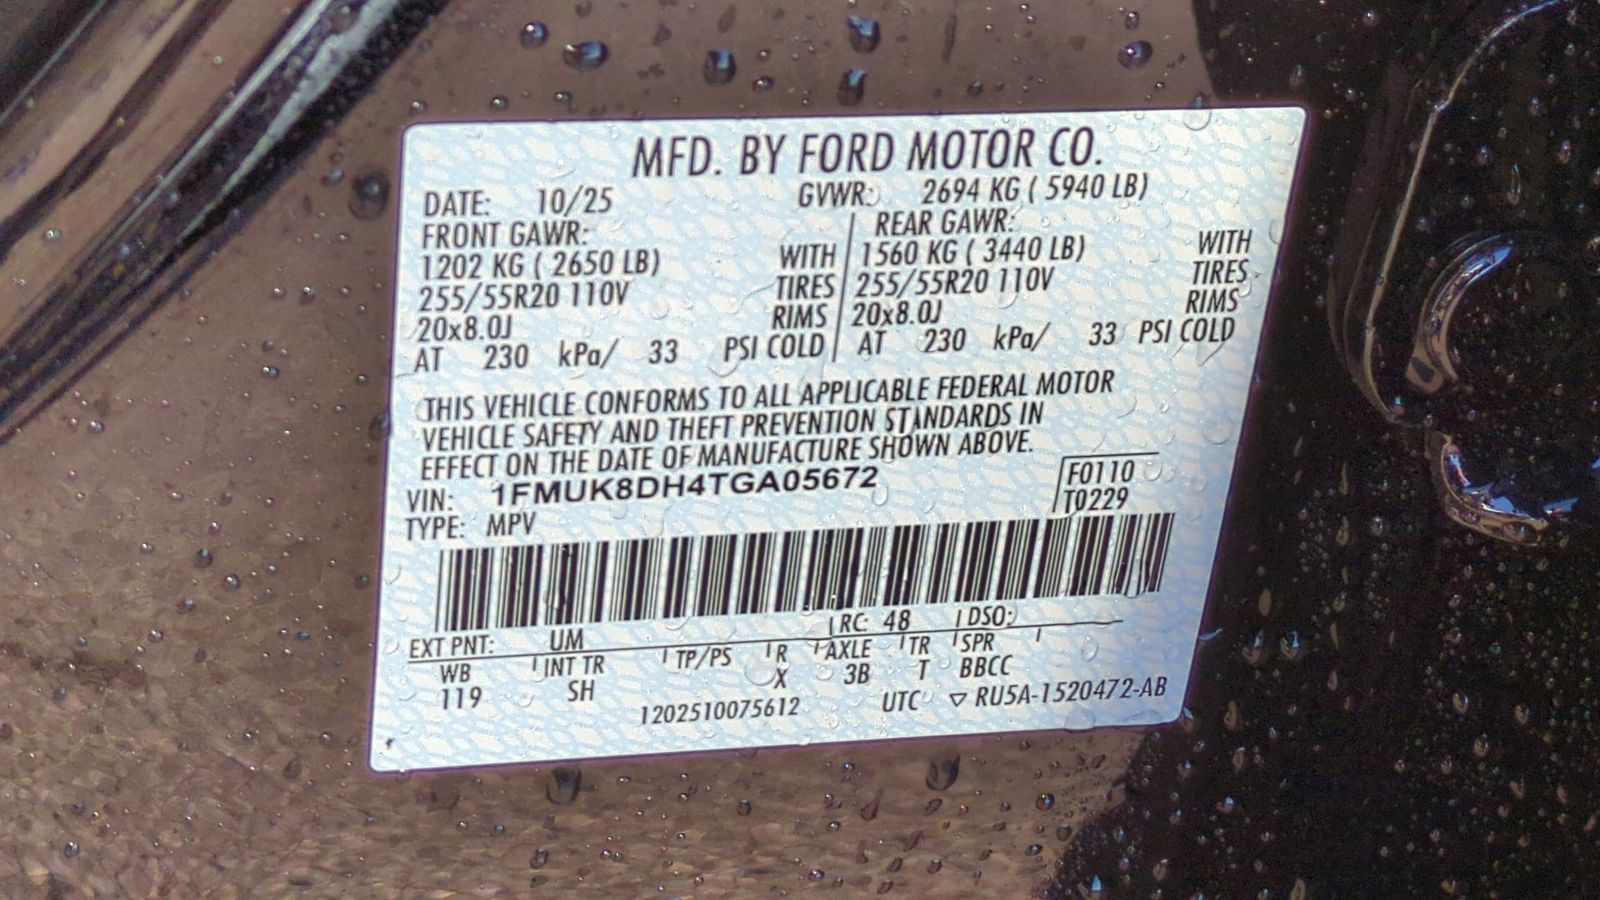 MFD. BY FORD MOTOR CO.
DATE: 10/25 GVWR: 2694 KG ( 5940 LB)
FRONT GAWR: REAR GAWR:
1202 KG ( 2650 LB) WITH 1560 KG ( 3440 LB) WITH
255/55R20 110V TIRES 255/55R20 110V TIRES
20x8.0J RIMS 20x8.0J RIMS
AT 230 kPa/ 33 PSI COLD AT 230 kPa/ 33 PSI COLD
THIS VEHICLE CONFORMS TO ALL APPLICABLE FEDERAL MOTOR
VEHICLE SAFETY AND THEFT PREVENTION STANDARDS IN
EFFECT ON THE DATE OF MANUFACTURE SHOWN ABOVE.
VIN: 1FMUK8DH4TGA05672 F0110
TYPE: MPV T0229
EXT PNT: UM RC: 48 DSO:
WB INT TR TP/PS R AXLE TR SPR
119 SH X 3B T BBCC
1202510075612 UTC ▽ RU5A-1520472-AB